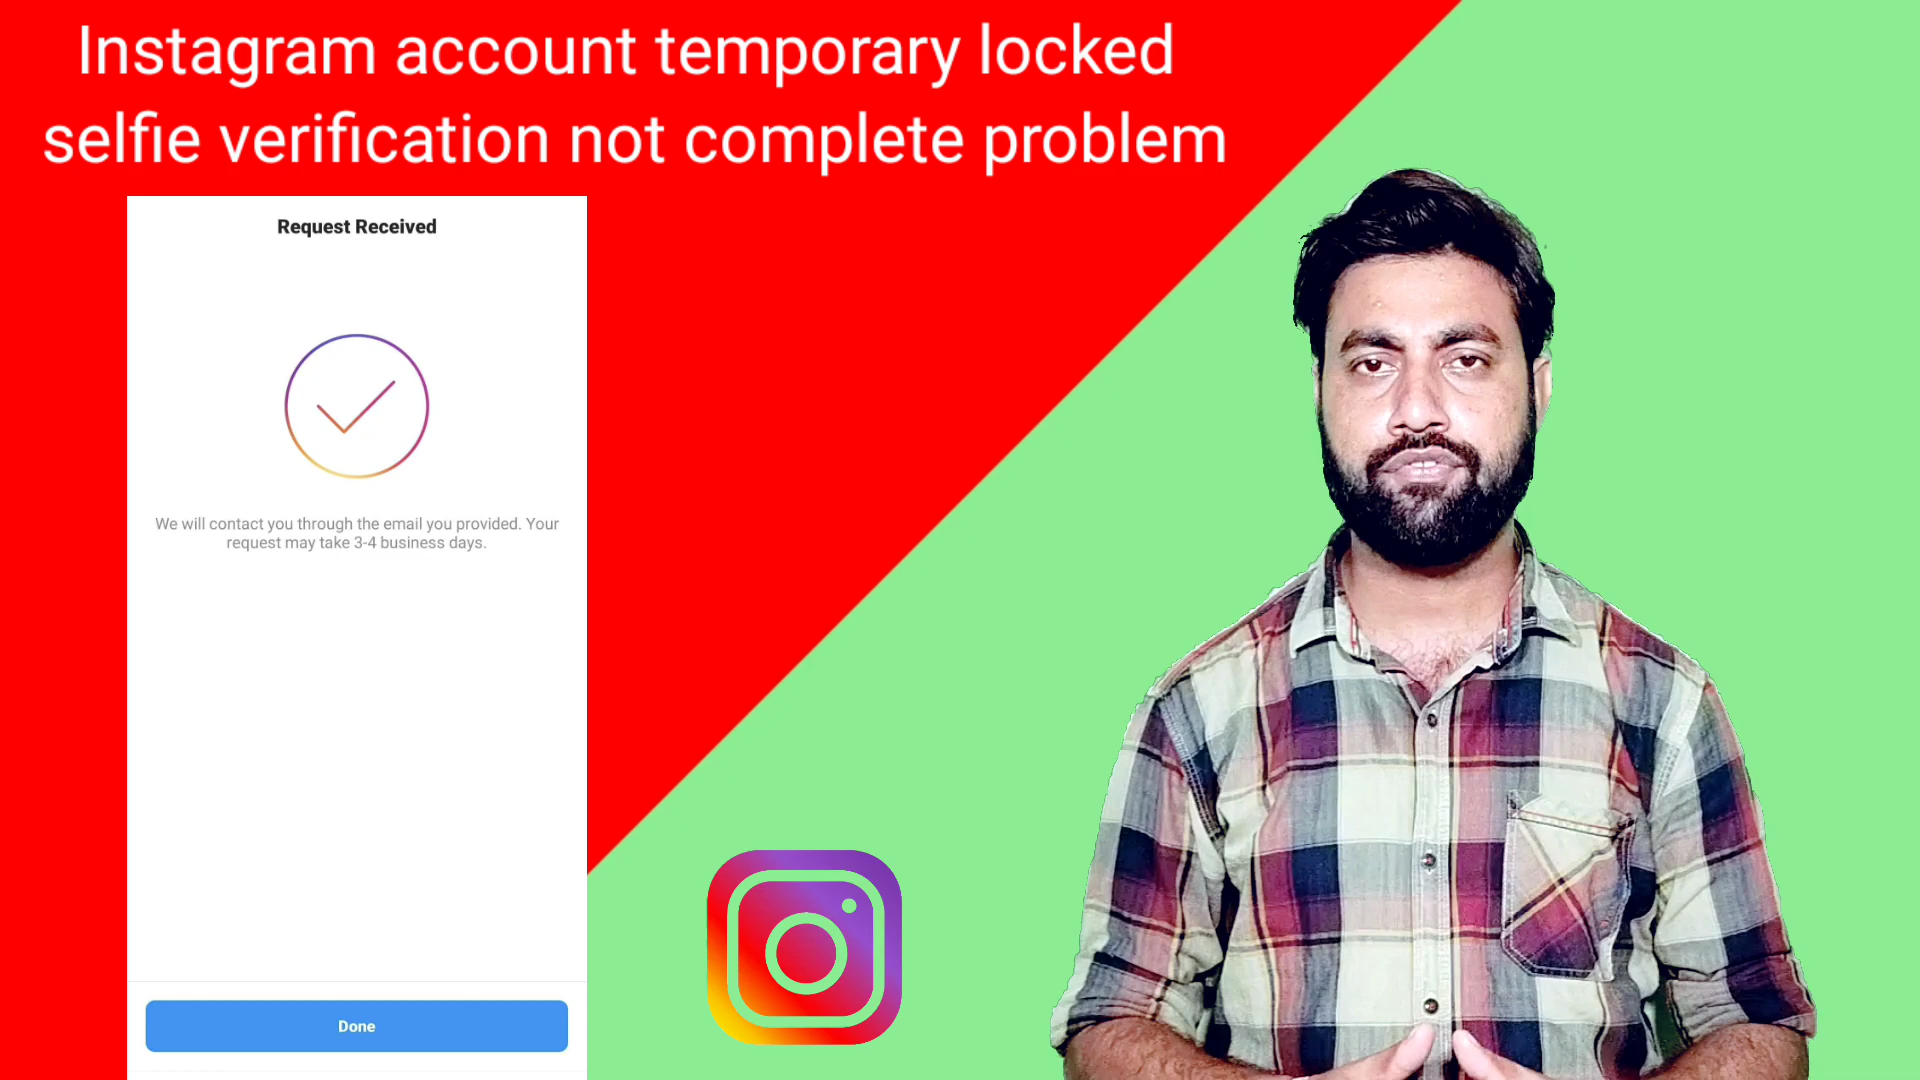 Instagram account temporary locked
selfie verification not complete problem
Request Received
We will contact you through the email you provided. Your
request may take 3-4 business days.
Done